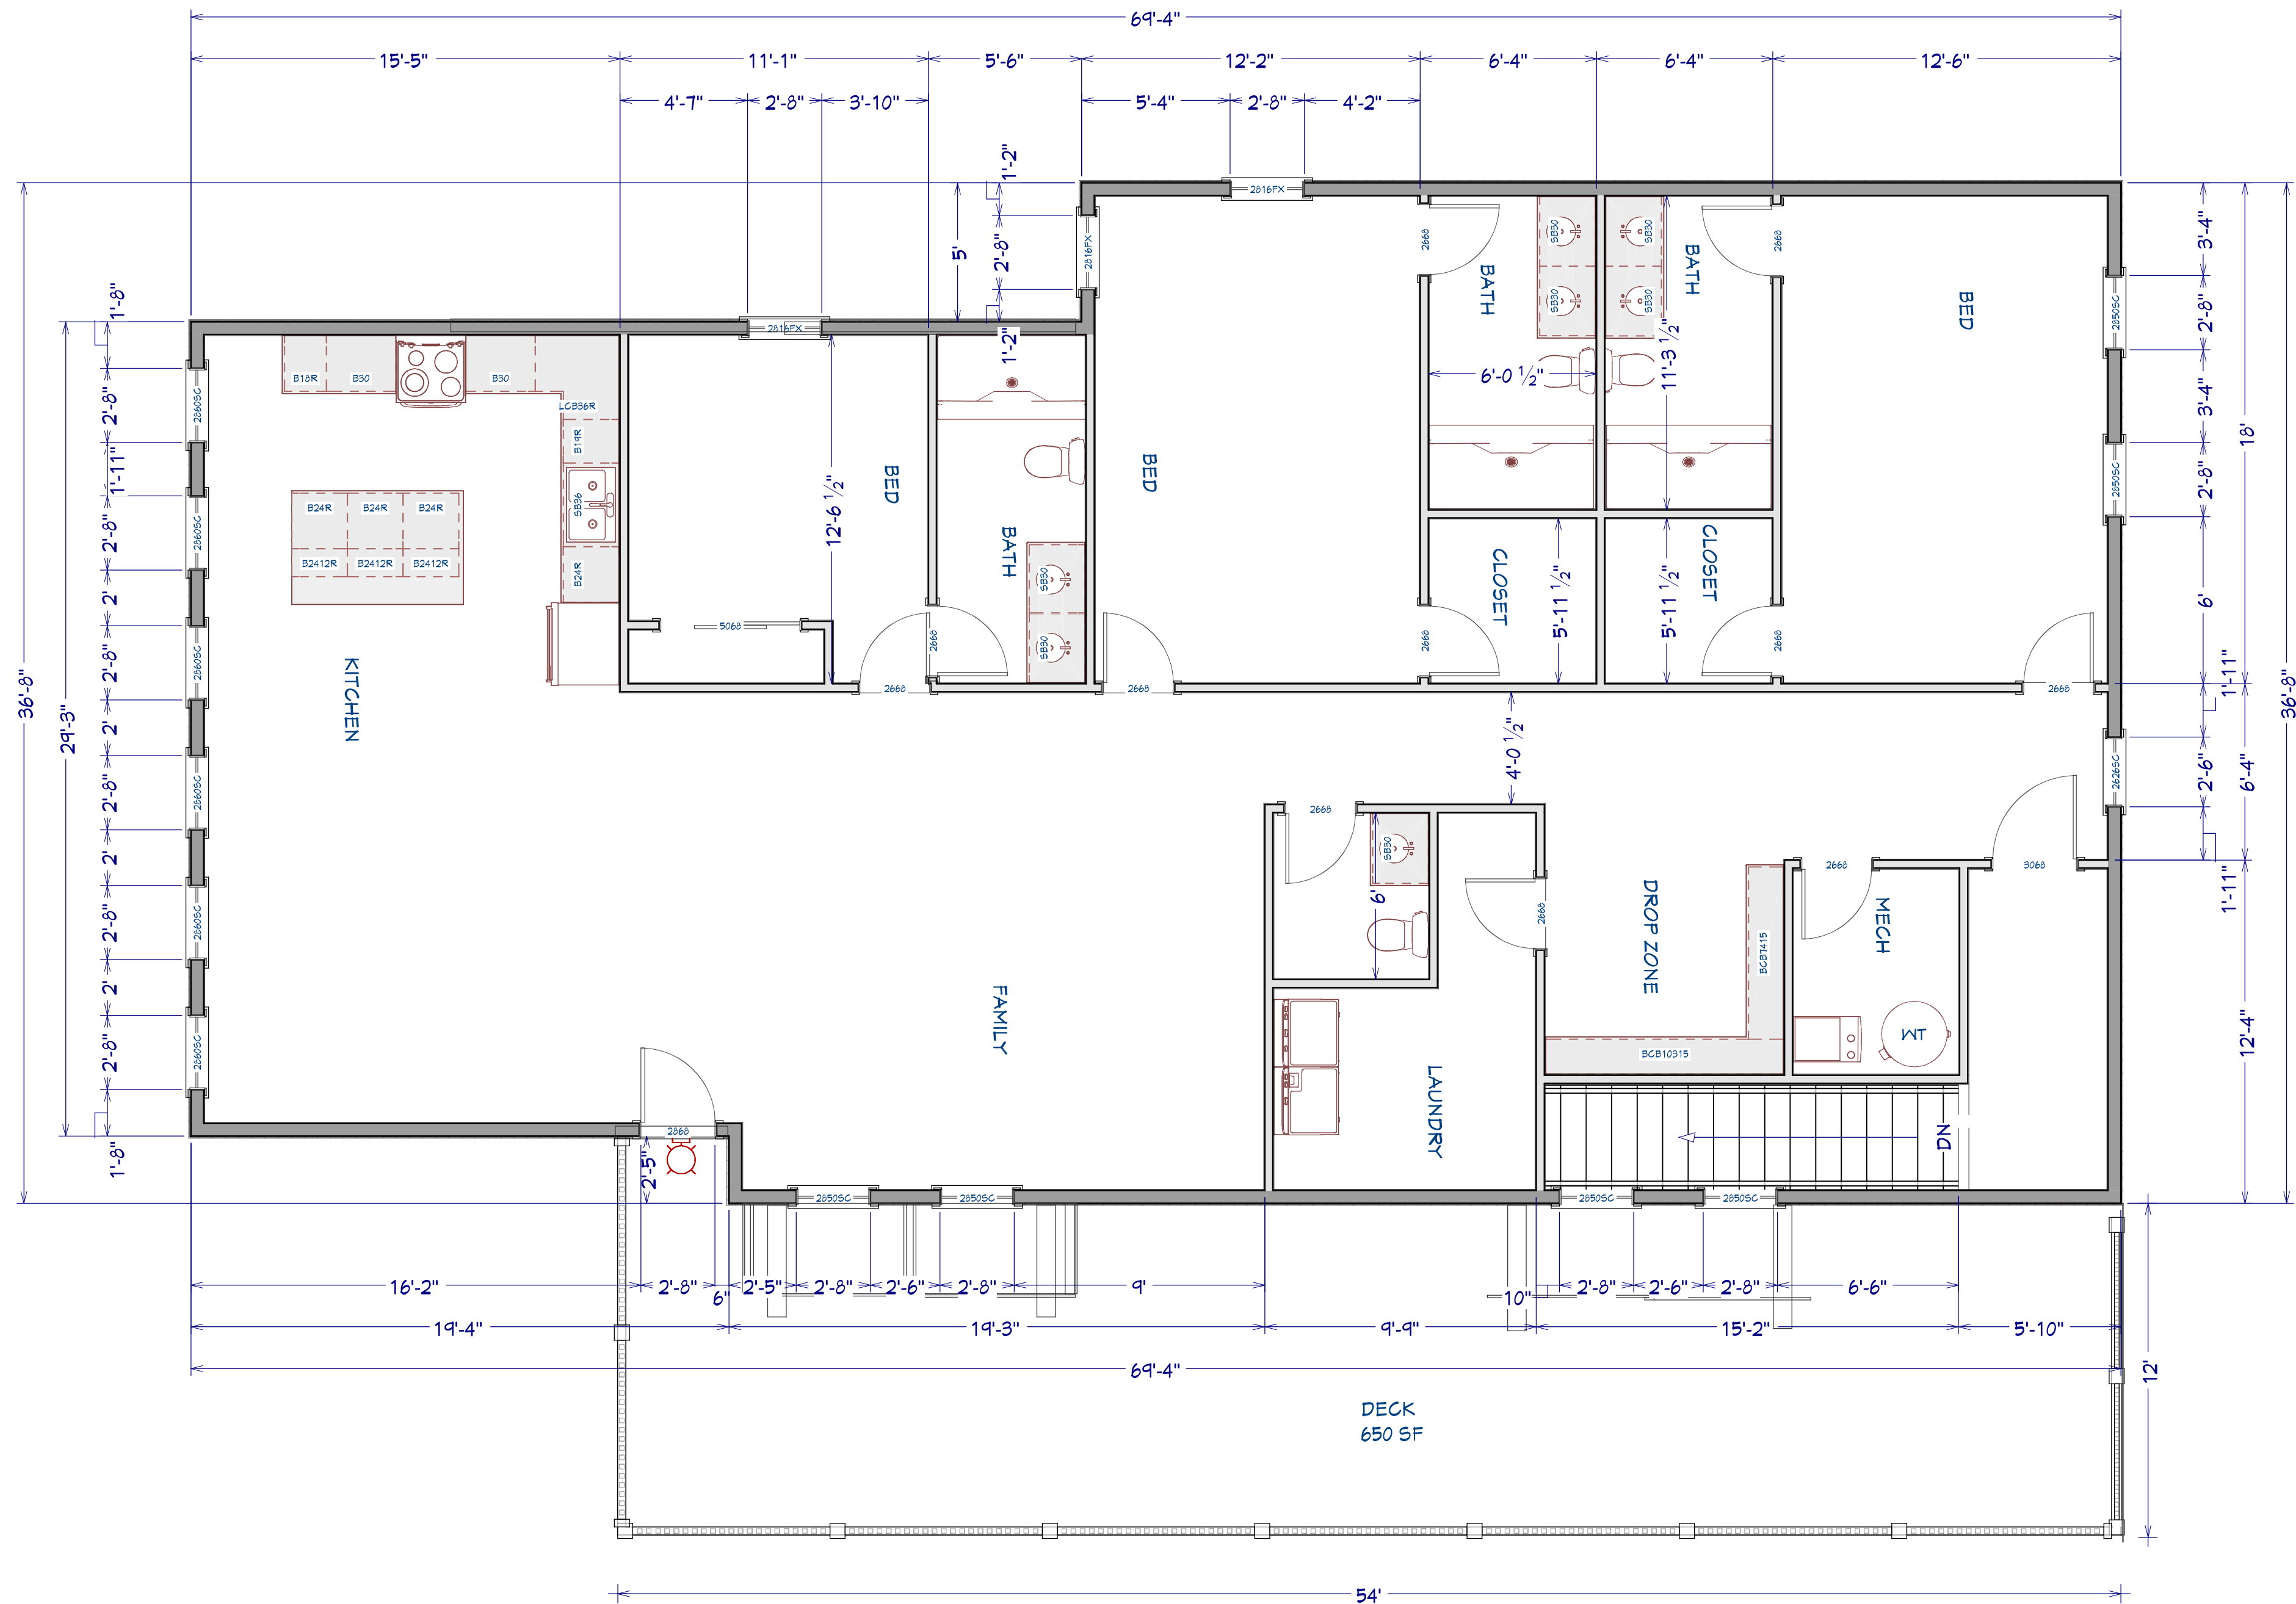 69'-4"
15'-5" 11'-1" 5'-6" 12'-2" 6'-4" 6'-4" 12'-6"
4'-7" 2'-8" 3'-10" 5'-4" 2'-8" 4'-2"
1'-2"
2'-8"
1'-2"
5'
2816FX
2816FX
2816FX
36'-8"
29'-3"
1'-8"
2'-8"
1'-11"
2'-8"
2'
2'-8"
2'
2'-8"
2'
2'-8"
2'
2'-8"
1'-8"
2860SC
2860SC
2860SC
2860SC
2860SC
2860SC
B18R B30 B30
LCB36R
B19R
SB36
B24R
B24R B24R B24R
B2412R B2412R B2412R
KITCHEN
BED
12'-6 1/2"
5068
2668
2668
BATH
SB30
SB30
BED
2668
2668
BATH
SB30
SB30
6'-0 1/2"
SB30
SB30
BATH
11'-3 1/2"
2668
BED
CLOSET
5'-11 1/2"
2668
CLOSET
5'-11 1/2"
2668
2668
2850SC
2850SC
2626SC
3'-4"
2'-8"
3'-4"
2'-8"
6'
1'-11"
2'-6"
1'-11"
18'
6'-4"
12'-4"
36'-8"
4'-0 1/2"
2668
SB30
6'
2668
DROP ZONE
BCB7415
BCB10315
2668
MECH
WT
3068
FAMILY
LAUNDRY
DN
2868
2'-5"
2850SC 2850SC 2850SC 2850SC
16'-2" 2'-8" 6" 2'-5" 2'-8" 2'-6" 2'-8" 9' 10" 2'-8" 2'-6" 2'-8" 6'-6"
19'-4" 19'-3" 9'-9" 15'-2" 5'-10"
69'-4"
12'
DECK
650 SF
54'